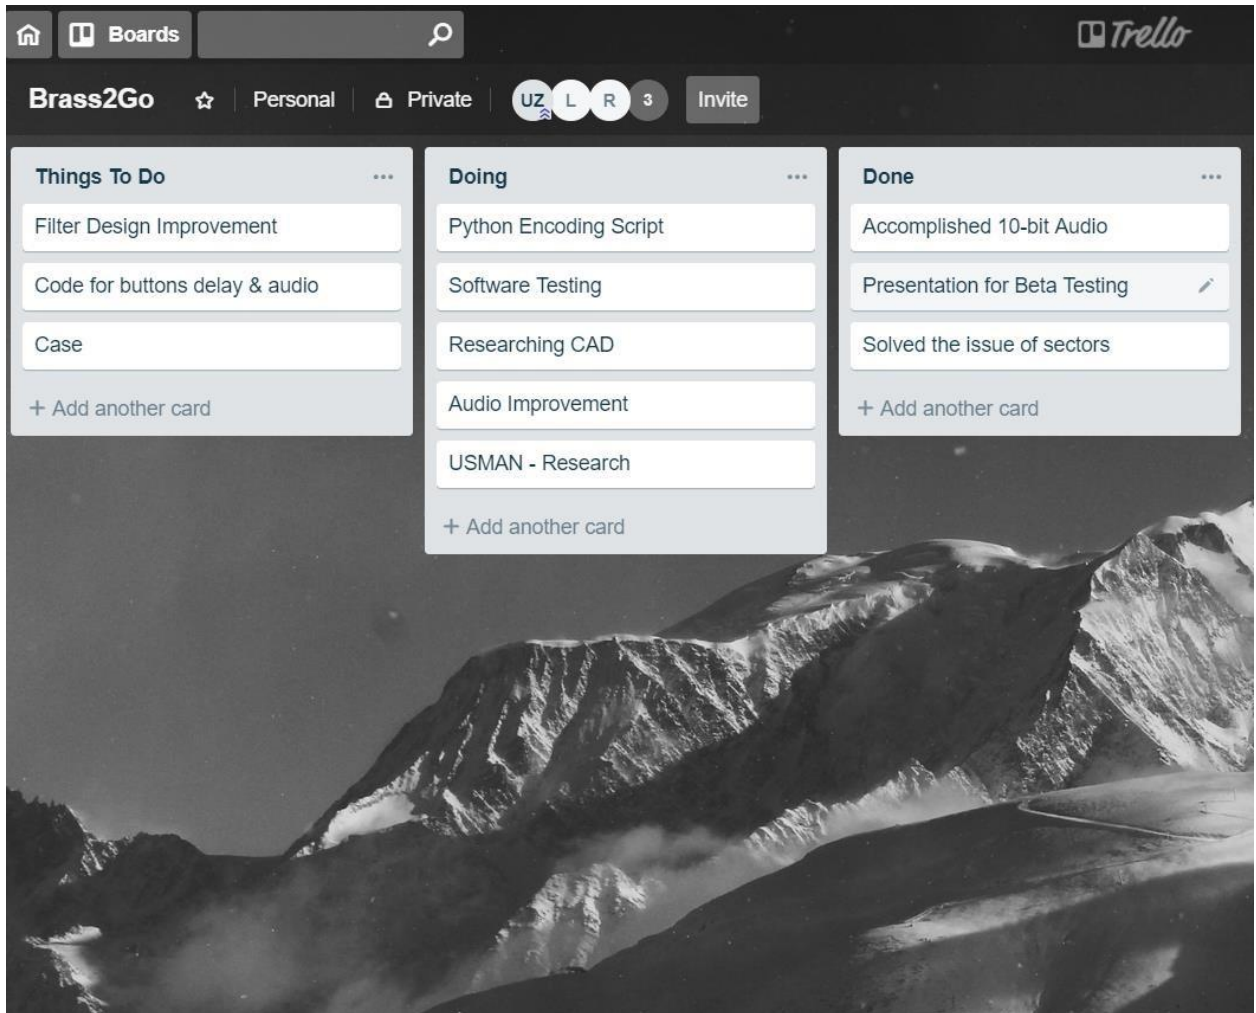 Boards
Trello
Brass2Go
Personal
Private
UZ
L
R
3
Invite
Things To Do
Filter Design Improvement
Code for buttons delay & audio
Case
+ Add another card
Doing
Python Encoding Script
Software Testing
Researching CAD
Audio Improvement
USMAN - Research
+ Add another card
Done
Accomplished 10-bit Audio
Presentation for Beta Testing
Solved the issue of sectors
+ Add another card